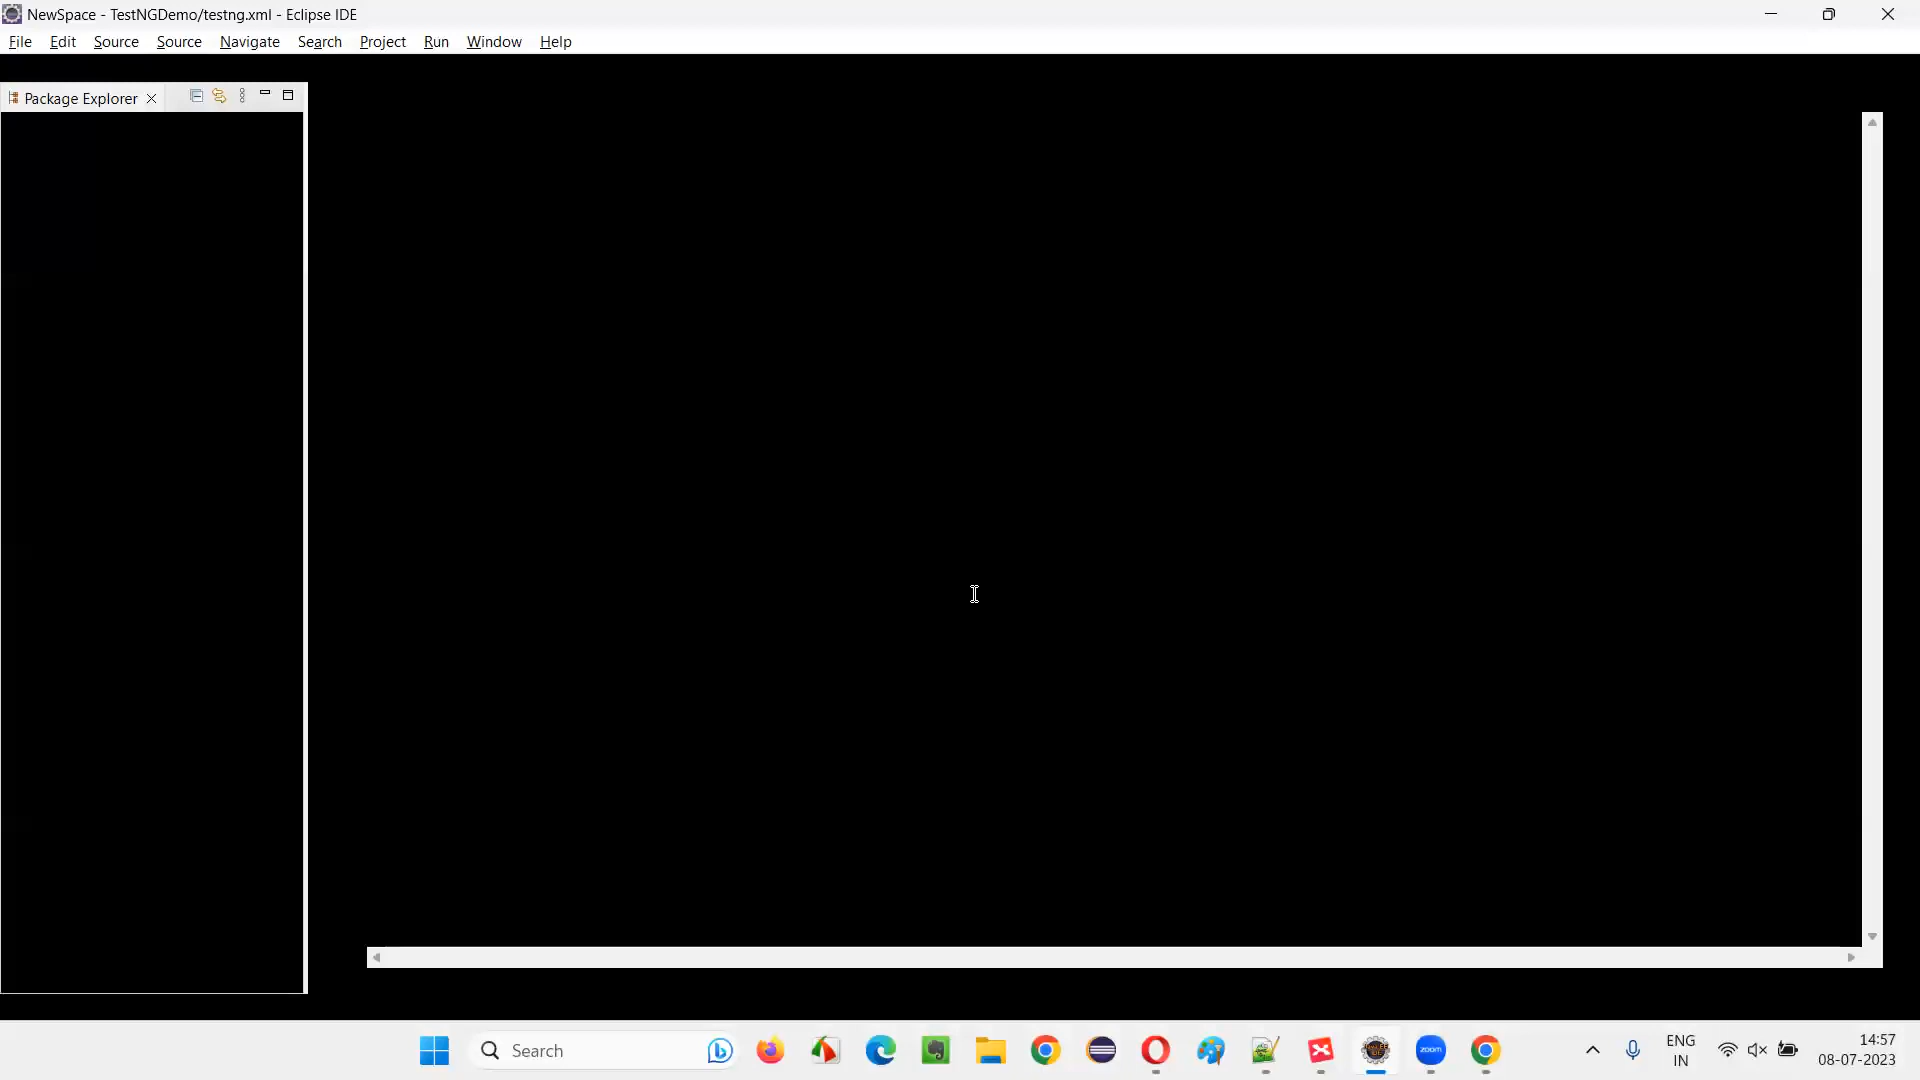 NewSpace - TestNGDemo/testng.xml - Eclipse IDE
File Edit Source Source Navigate Search Project Run Window Help
Package Explorer
Search
zoom
ENG
IN
14:57
08-07-2023